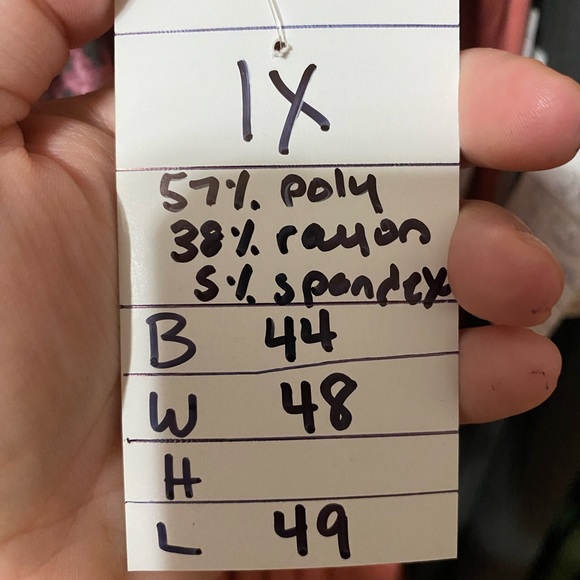 1X
57% poly
38% rayon
5% spandex
B 44
W 48
H
L 49